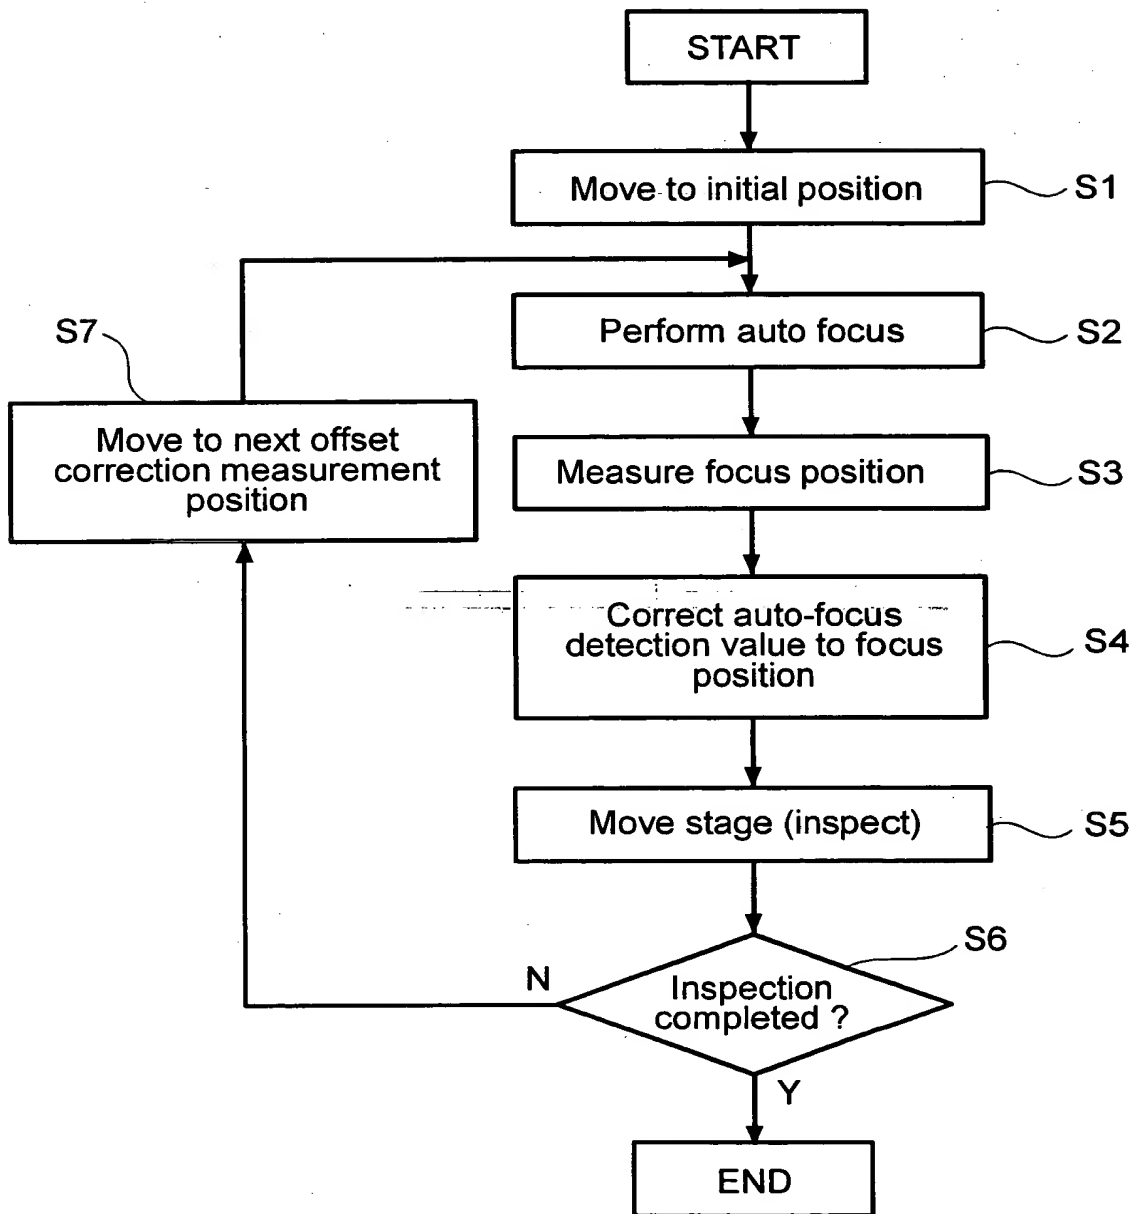 START
Move to initial position
S1
Perform auto focus
S2
S7
Move to next offset
correction measurement
position
Measure focus position
S3
Correct auto-focus
detection value to focus
position
S4
Move stage (inspect)
S5
S6
N
Inspection
completed ?
Y
END